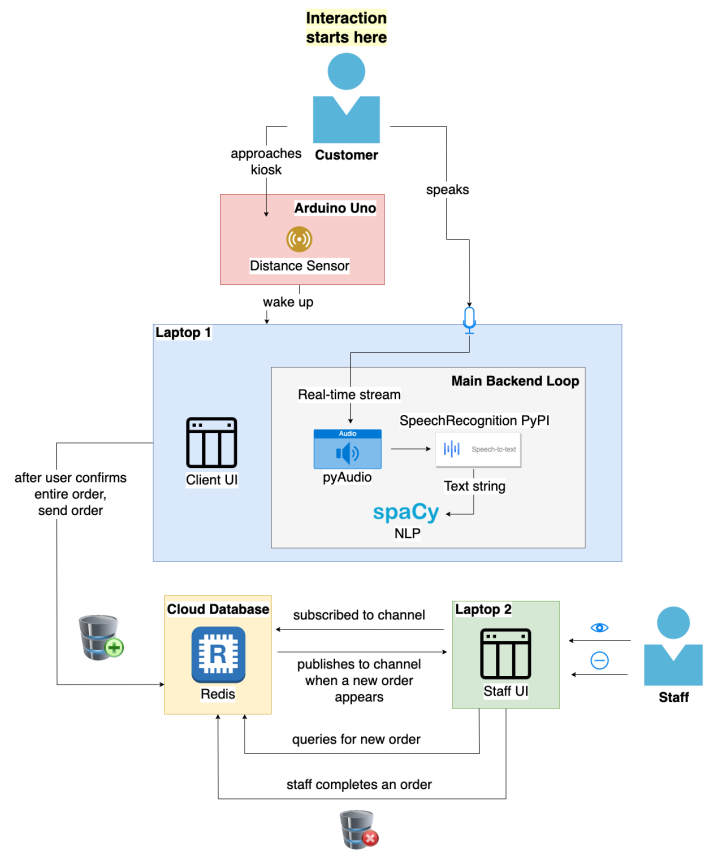 Interaction
starts here
Customer
approaches
kiosk
speaks
Arduino Uno
Distance Sensor
wake up
Laptop 1
Main Backend Loop
Real-time stream
SpeechRecognition PyPI
Audio
Speech-to-text
pyAudio
Client UI
Text string
spaCy
NLP
after user confirms
entire order,
send order
Cloud Database
R
Redis
subscribed to channel
publishes to channel
when a new order
appears
Laptop 2
Staff UI
Staff
queries for new order
staff completes an order